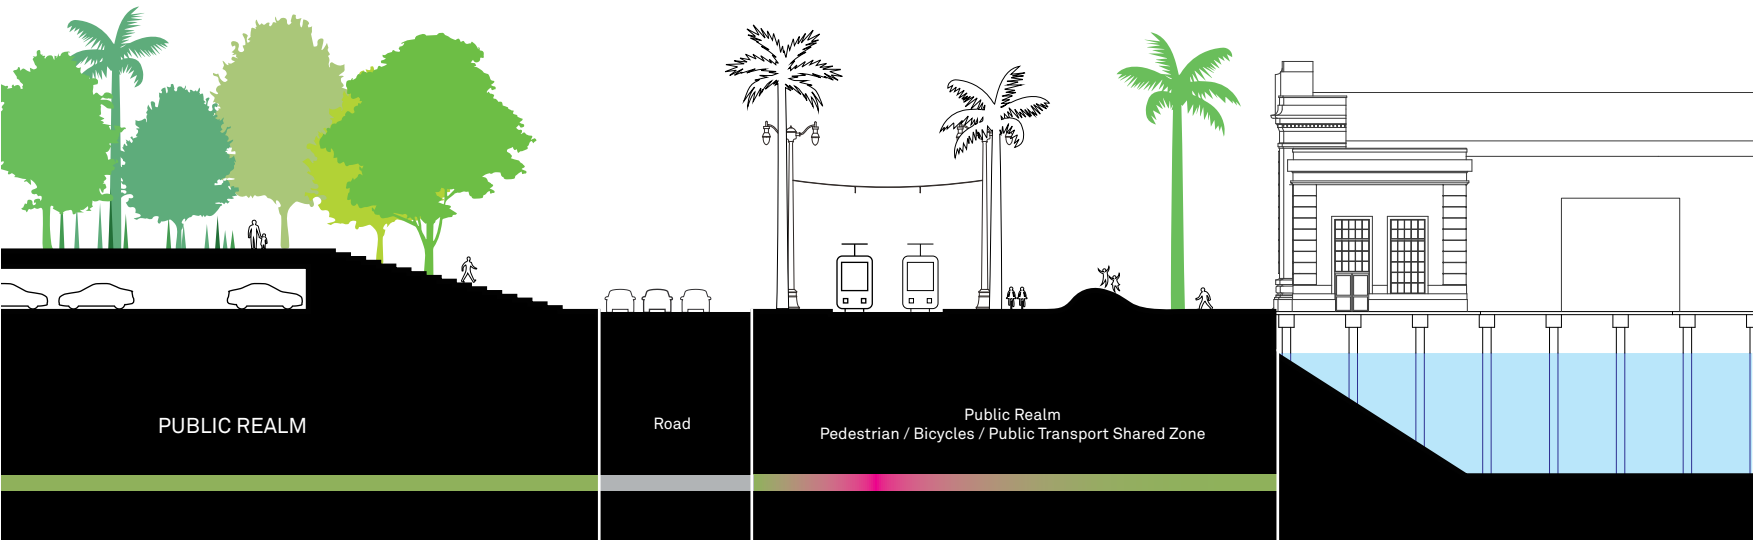 PUBLIC REALM
Road
Public Realm
Pedestrian / Bicycles / Public Transport Shared Zone